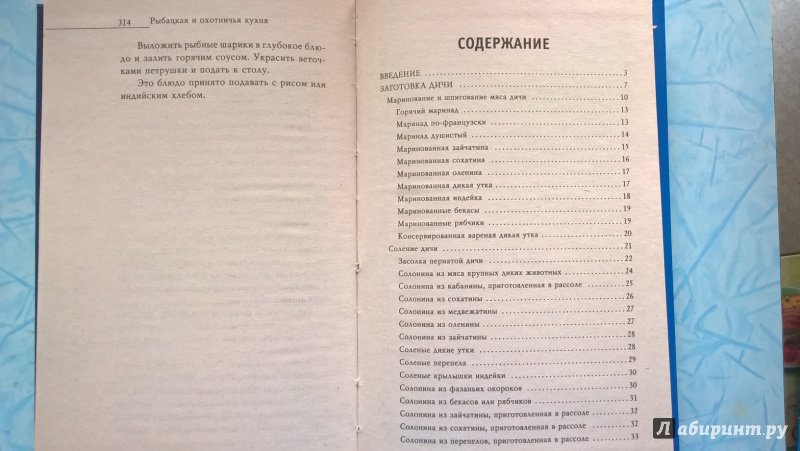 314 Рыбацкая и охотничья кухня
Выложить рыбные шарики в глубокое блю-
до и залить горячим соусом. Украсить веточ-
ками петрушки и подать к столу.
Это блюдо принято подавать с рисом или
индийским хлебом.
СОДЕРЖАНИЕ
ВВЕДЕНИЕ 3
ЗАГОТОВКА ДИЧИ 7
Маринование и шпигование мяса дичи 10
Горячий маринад 13
Маринад по-французски 13
Маринад душистый 14
Маринованная зайчатина 15
Маринованная сохатина 16
Маринованная оленина 17
Маринованная дикая утка 17
Маринованная индейка 18
Маринованные бекасы 19
Маринованные рябчики 19
Консервированная вареная дикая утка 20
Соление дичи 21
Засолка пернатой дичи 22
Солонина из мяса крупных диких животных 24
Солонина из кабанины, приготовленная в рассоле 25
Солонина из сохатины 26
Солонина из медвежатины 27
Солонина из оленины 27
Солонина из зайчатины 28
Соленые дикие утки 28
Соленые перепела 29
Соленые крылышки индейки 30
Солонина из фазаньих окороков 30
Солонина из бекасов или рябчиков 31
Солонина из зайчатины, приготовленная в рассоле 32
Солонина из сохатины, приготовленная в рассоле 32
Солонина из перепелов, приготовленная в рассоле 33
Лабиринт.ру